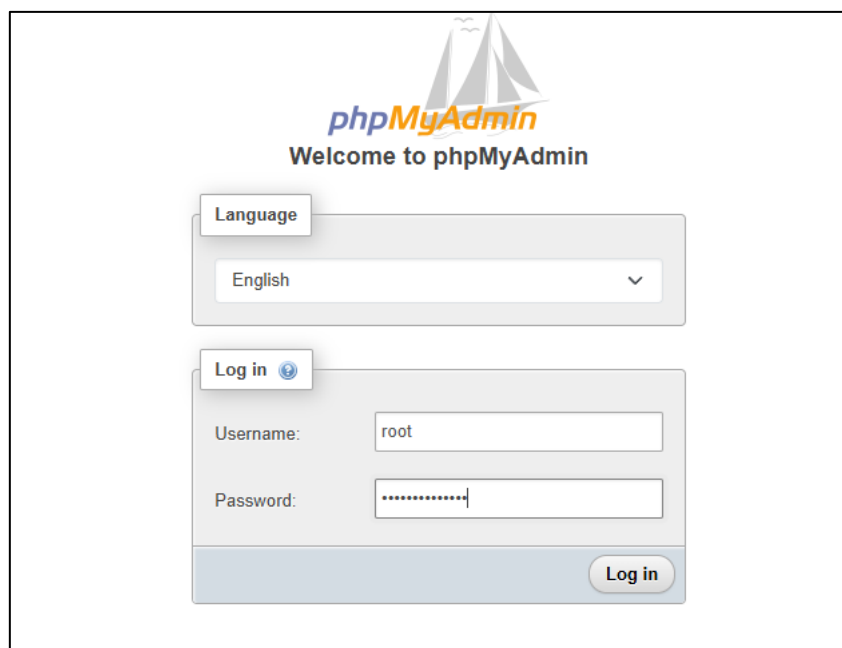 phpMyAdmin
Welcome to phpMyAdmin
Language
English
Log in
Username:
root
Password:
••••••••••••••
Log in